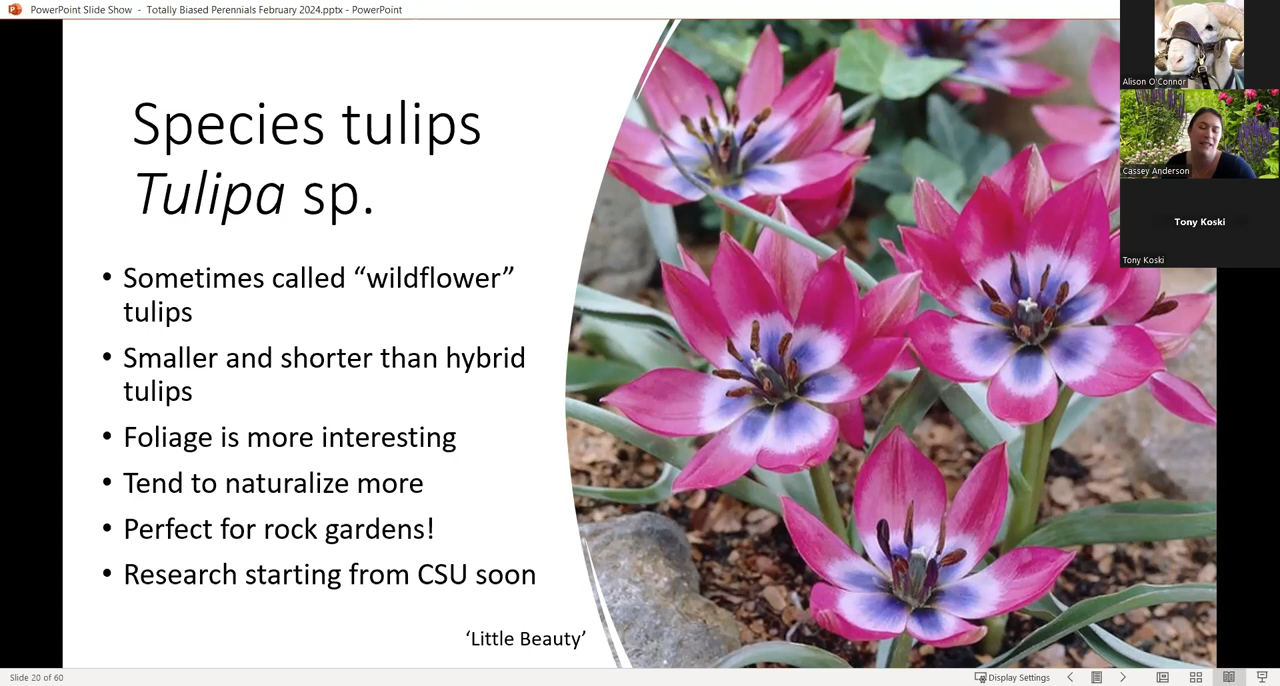 PowerPoint Slide Show - Totally Biased Perennials February 2024.pptx - PowerPoint
Species tulips
Tulipa sp.
• Sometimes called “wildflower”
tulips
• Smaller and shorter than hybrid
tulips
• Foliage is more interesting
• Tend to naturalize more
• Perfect for rock gardens!
• Research starting from CSU soon
‘Little Beauty’
Alison O'Connor
Cassey Anderson
Tony Koski
Tony Koski
Slide 20 of 60
Display Settings